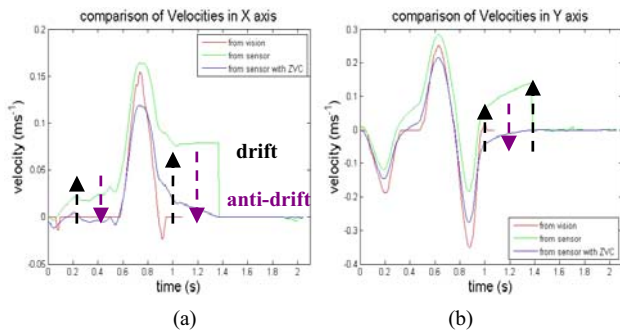 comparison of Velocities in X axis
0.2
0.15
0.1
0.05
0
-0.05
velocity (ms-1)
from vision
from sensor
from sensor with ZVC
drift
anti-drift
0 0.2 0.4 0.6 0.8 1 1.2 1.4 1.6 1.8 2
time (s)
(a)
comparison of Velocities in Y axis
0.3
0.2
0.1
0
-0.1
-0.2
-0.3
-0.4
velocity (ms-1)
from vision
from sensor
from sensor with ZVC
0 0.2 0.4 0.6 0.8 1 1.2 1.4 1.6 1.8 2
time (s)
(b)